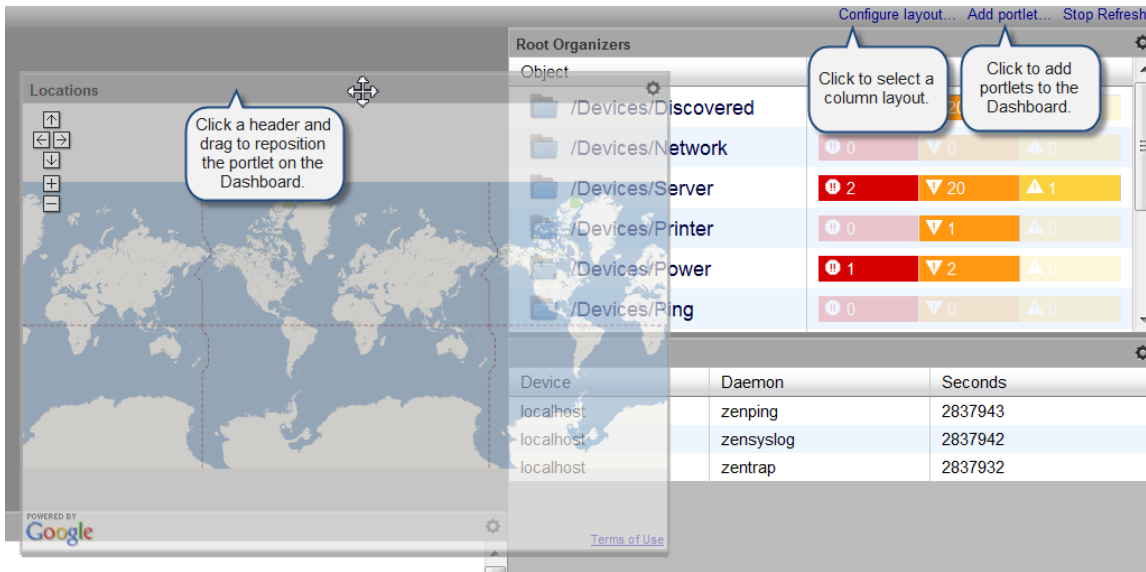 Configure layout... Add portlet... Stop Refresh
Root Organizers
Object
Click to select a
column layout.
Click to add
portlets to the
Dashboard.
Locations
Click a header and
drag to reposition
the portlet on the
Dashboard.
/Devices/Discovered 20
/Devices/Network 0 0 0
/Devices/Server 2 20 1
/Devices/Printer 0 1 0
/Devices/Power 1 2 0
/Devices/Ping 0 0 0
Device Daemon Seconds
localhost zenping 2837943
localhost zensyslog 2837942
localhost zentrap 2837932
POWERED BY
Google
Terms of Use